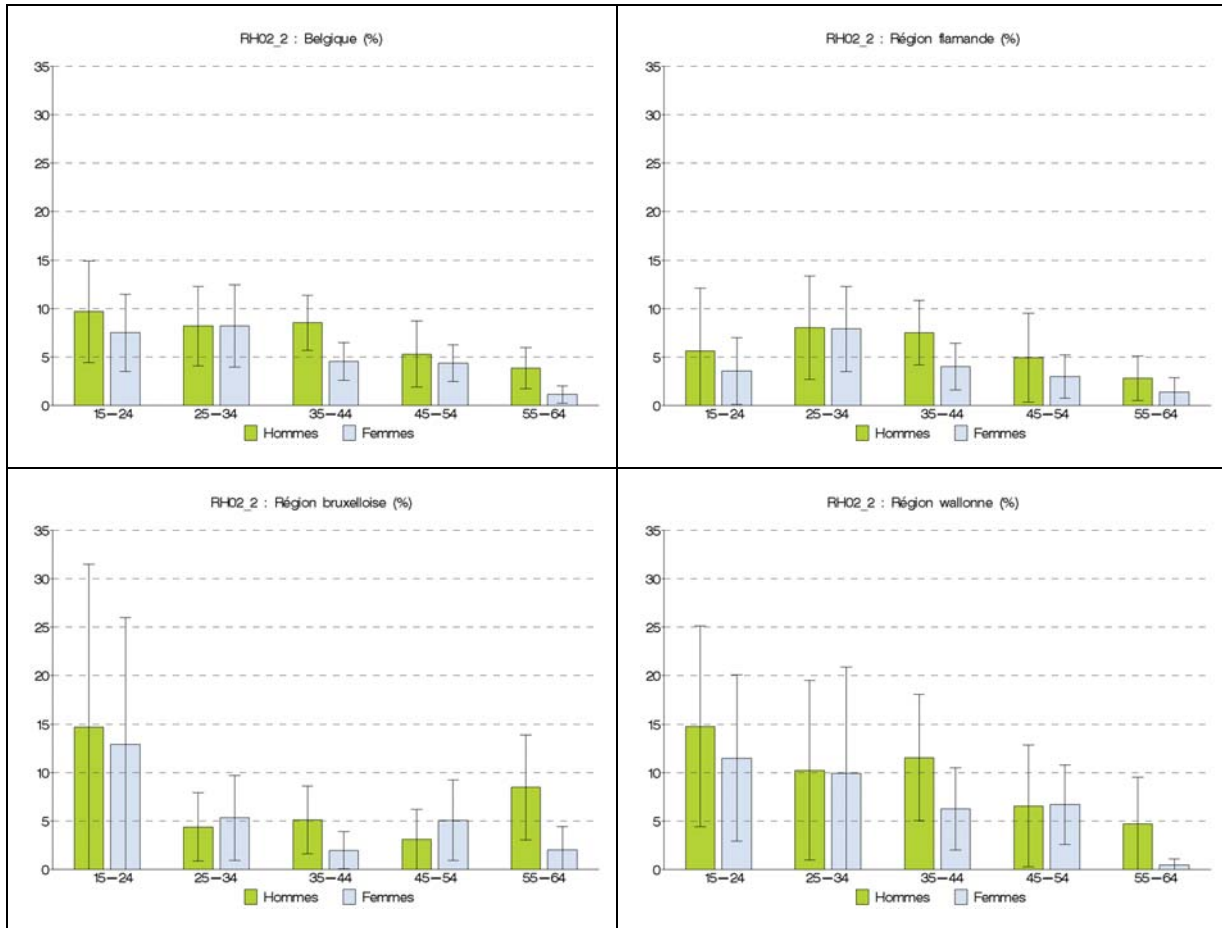 RH02_2 : Belgique (%)
35
30
25
20
15
10
5
0
15–24 25–34 35–44 45–54 55–64
Hommes Femmes
RH02_2 : Région flamande (%)
35
30
25
20
15
10
5
0
15–24 25–34 35–44 45–54 55–64
Hommes Femmes
RH02_2 : Région bruxelloise (%)
35
30
25
20
15
10
5
0
15–24 25–34 35–44 45–54 55–64
Hommes Femmes
RH02_2 : Région wallonne (%)
35
30
25
20
15
10
5
0
15–24 25–34 35–44 45–54 55–64
Hommes Femmes